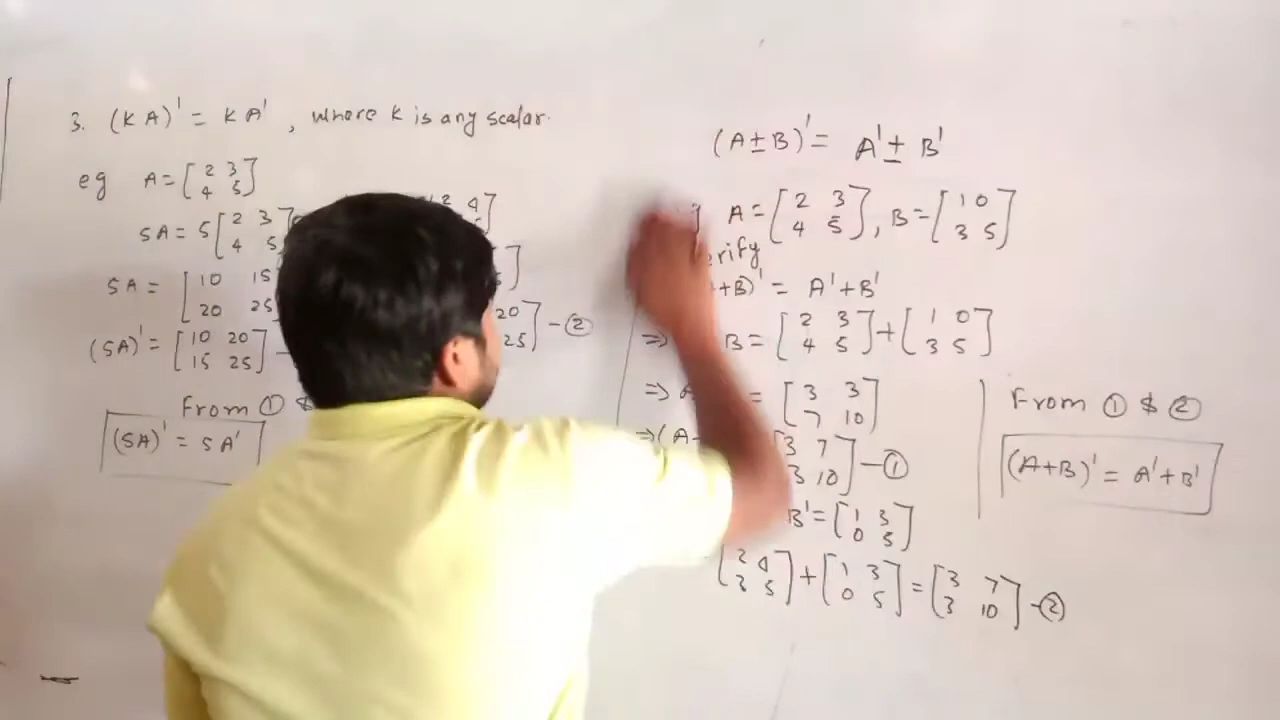 3. (KA)' = KA' , where k is any scalar.
eg A = [2 3
4 5]
5A = 5[2 3
4 5
5A = [10 15
20 25
(5A)' = [10 20
15 25]
From ①
(5A)' = 5A'
2 4
]
20
25] - ②
(A ± B)' = A' ± B'
A = [2 3
4 5], B = [1 0
3 5]
erify
+B)' = A'+B'
⇒ B = [2 3
4 5] + [1 0
3 5]
⇒ A = [3 3
7 10]
⇒ (A 3 7
3 10] - ①
B' = [1 3
0 5]
[2 4
3 5] + [1 3
0 5] = [3 7
3 10] - ②
From ① & ②
(A+B)' = A'+B'